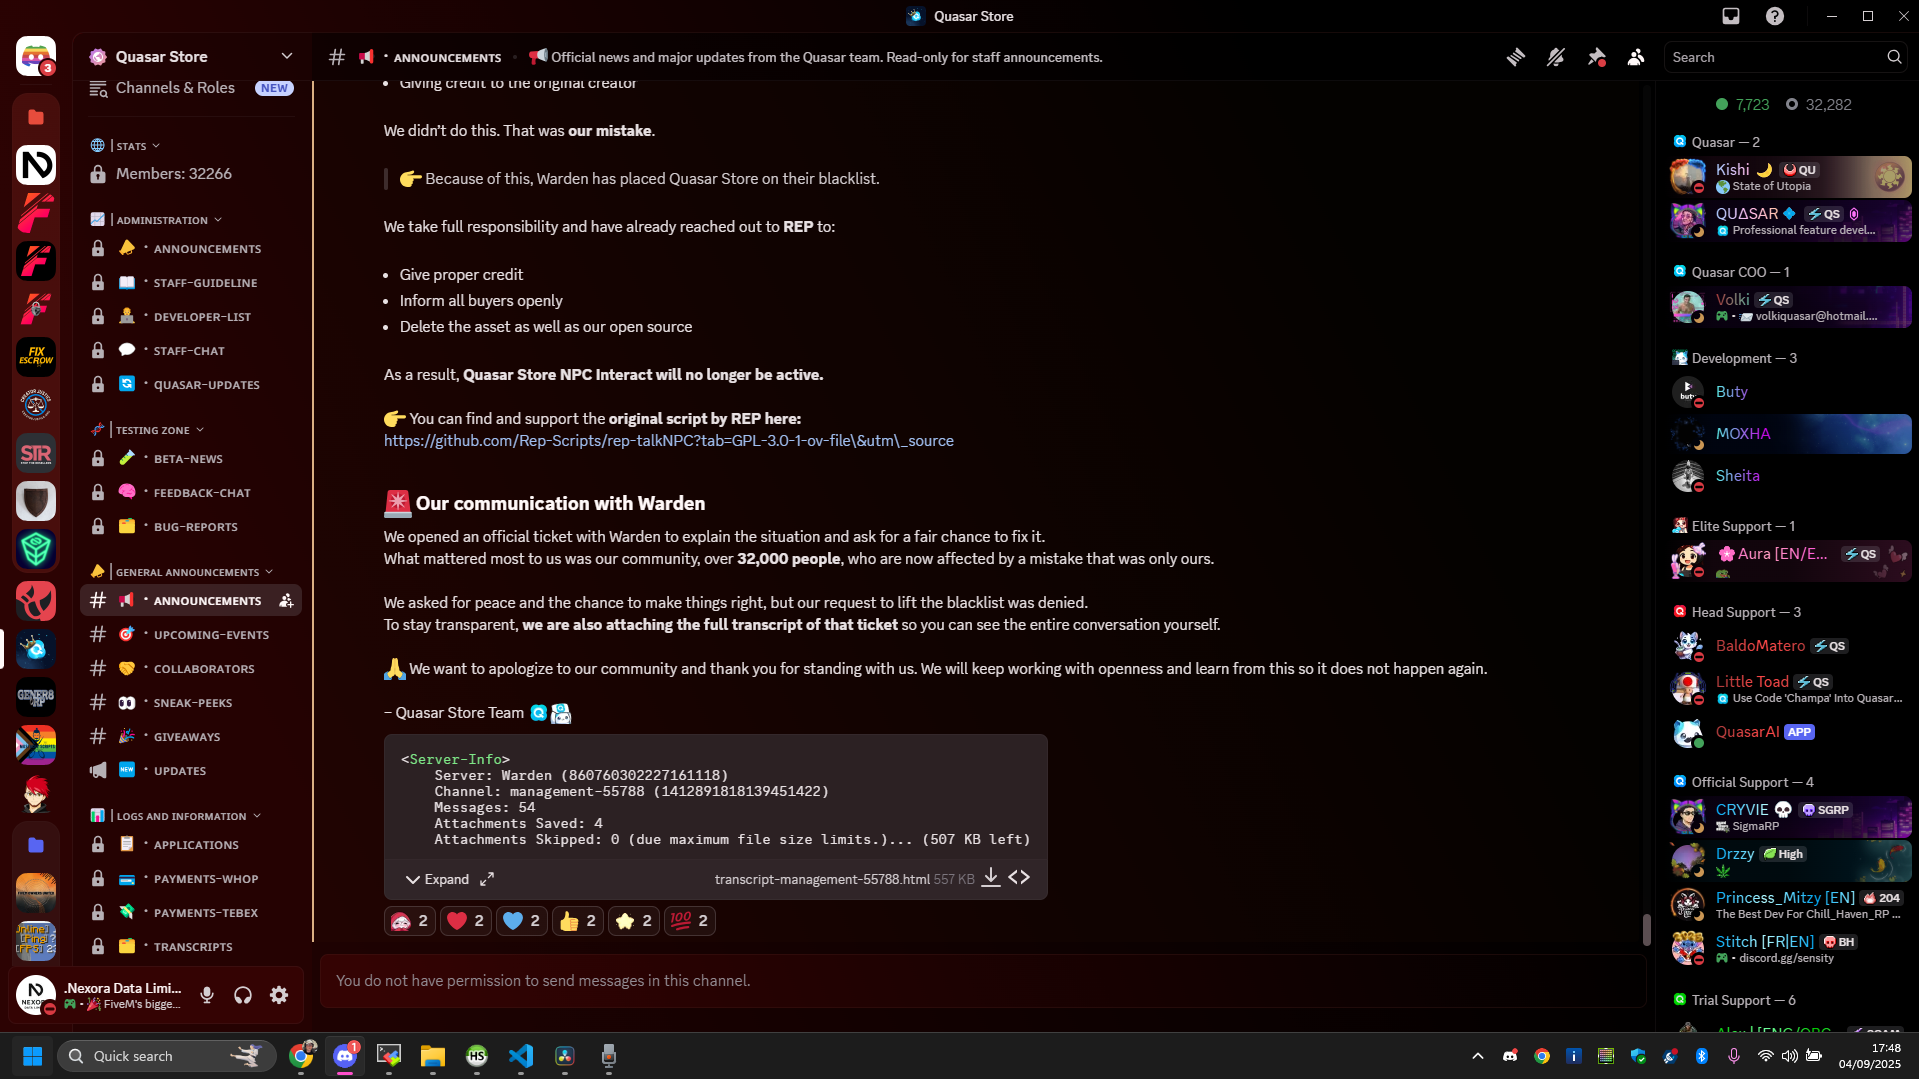 Quasar Store
Quasar Store
Channels & Roles
NEW
STATS
Members: 32266
ADMINISTRATION
ANNOUNCEMENTS
STAFF-GUIDELINE
DEVELOPER-LIST
STAFF-CHAT
QUASAR-UPDATES
TESTING ZONE
BETA-NEWS
FEEDBACK-CHAT
BUG-REPORTS
GENERAL ANNOUNCEMENTS
ANNOUNCEMENTS
UPCOMING-EVENTS
COLLABORATORS
SNEAK-PEEKS
GIVEAWAYS
UPDATES
LOGS AND INFORMATION
APPLICATIONS
PAYMENTS-WHOP
PAYMENTS-TEBEX
TRANSCRIPTS
.Nexora Data Limi...
FiveM's bigge...
# ANNOUNCEMENTS Official news and major updates from the Quasar team. Read-only for staff announcements.
Search
• Giving credit to the original creator
We didn't do this. That was our mistake.
👉 Because of this, Warden has placed Quasar Store on their blacklist.
We take full responsibility and have already reached out to REP to:
• Give proper credit
• Inform all buyers openly
• Delete the asset as well as our open source
As a result, Quasar Store NPC Interact will no longer be active.
👉 You can find and support the original script by REP here:
https://github.com/Rep-Scripts/rep-talkNPC?tab=GPL-3.0-1-ov-file\&utm\_source
🚨 Our communication with Warden
We opened an official ticket with Warden to explain the situation and ask for a fair chance to fix it.
What mattered most to us was our community, over 32,000 people, who are now affected by a mistake that was only ours.
We asked for peace and the chance to make things right, but our request to lift the blacklist was denied.
To stay transparent, we are also attaching the full transcript of that ticket so you can see the entire conversation yourself.
🙏 We want to apologize to our community and thank you for standing with us. We will keep working with openness and learn from this so it does not happen again.
– Quasar Store Team
<Server-Info>
Server: Warden (860760302227161118)
Channel: management-55788 (1412891818139451422)
Messages: 54
Attachments Saved: 4
Attachments Skipped: 0 (due maximum file size limits.)... (507 KB left)
Expand
transcript-management-55788.html 557 KB
2 2 2 2 2 100 2
You do not have permission to send messages in this channel.
7,723 32,282
Quasar — 2
Kishi 🌙 QU
State of Utopia
QUΔSAR QS
Professional feature devel...
Quasar COO — 1
Volki QS
volkiquasar@hotmail....
Development — 3
Buty
MOXHA
Sheita
Elite Support — 1
Aura [EN/E... QS
Head Support — 3
BaldoMatero QS
Little Toad QS
Use Code 'Champa' Into Quasar...
QuasarAI APP
Official Support — 4
CRYVIE SGRP
SigmaRP
Drzzy High
Princess_Mitzy [EN] 204
The Best Dev For Chill_Haven_RP ...
Stitch [FR|EN] BH
discord.gg/sensity
Trial Support — 6
3
FIX
ESCROW
STR
GENER8
RP
Quick search
1
HS
17:48
04/09/2025